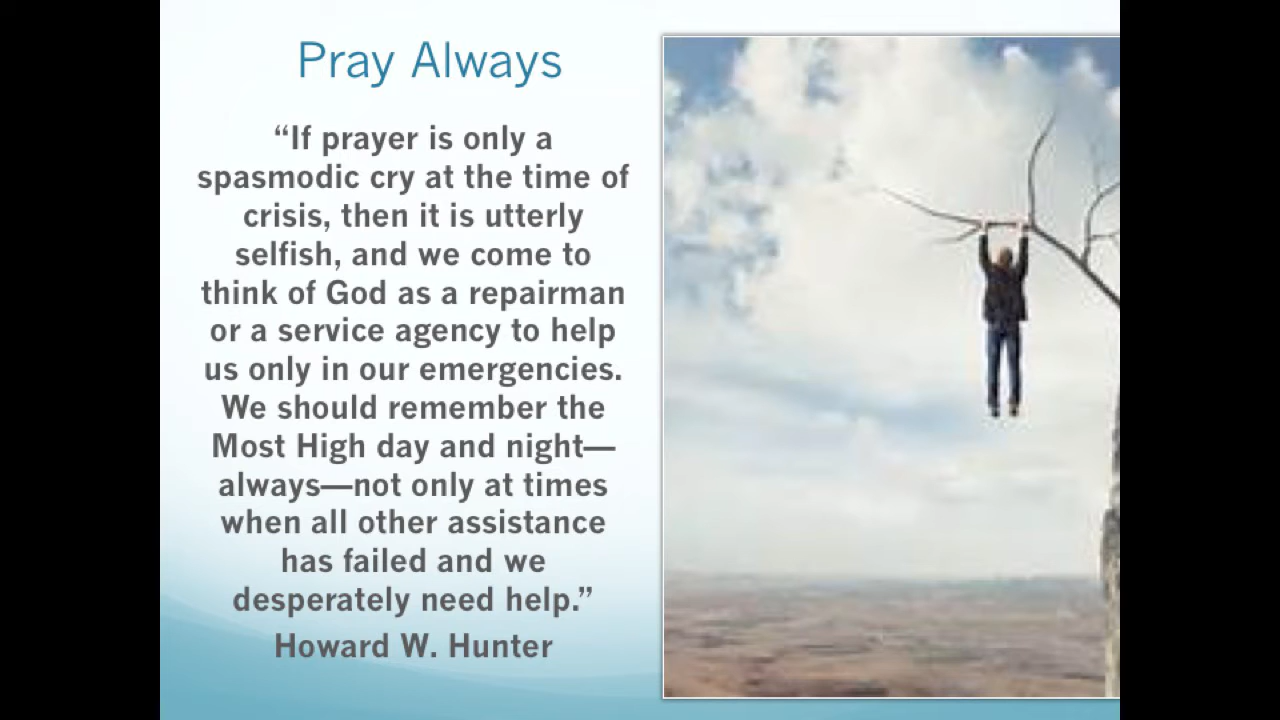 Pray Always
“If prayer is only a
spasmodic cry at the time of
crisis, then it is utterly
selfish, and we come to
think of God as a repairman
or a service agency to help
us only in our emergencies.
We should remember the
Most High day and night—
always—not only at times
when all other assistance
has failed and we
desperately need help.”
Howard W. Hunter